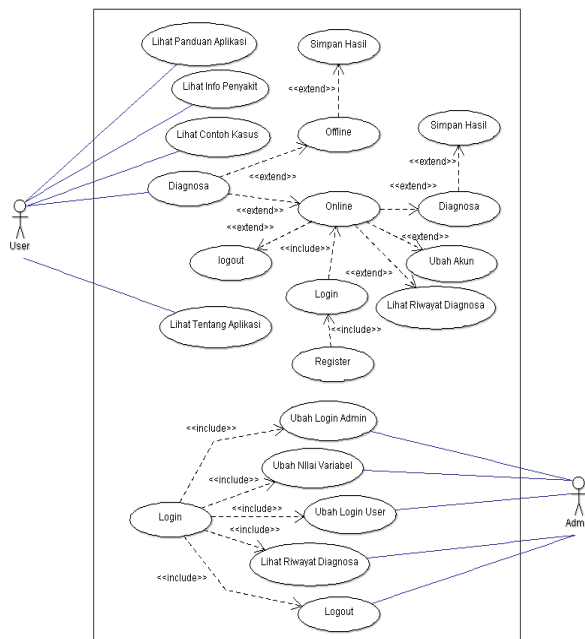 Lihat Panduan Aplikasi
Simpan Hasil
Lihat Info Penyakit
<<extend>>
Lihat Contoh Kasus
Offline
Simpan Hasil
Diagnosa
<<extend>>
<<extend>>
<<extend>>
<<extend>>
Online
Diagnosa
User
<<extend>>
logout
<<include>>
<<extend>>
Ubah Akun
<<extend>>
Login
Lihat Riwayat Diagnosa
Lihat Tentang Aplikasi
<<include>>
Register
Ubah Login Admin
<<include>>
Ubah NIlai Variabel
<<include>>
Login
<<include>>
Ubah Login User
Adm
<<include>>
Lihat Riwayat Diagnosa
<<include>>
Logout